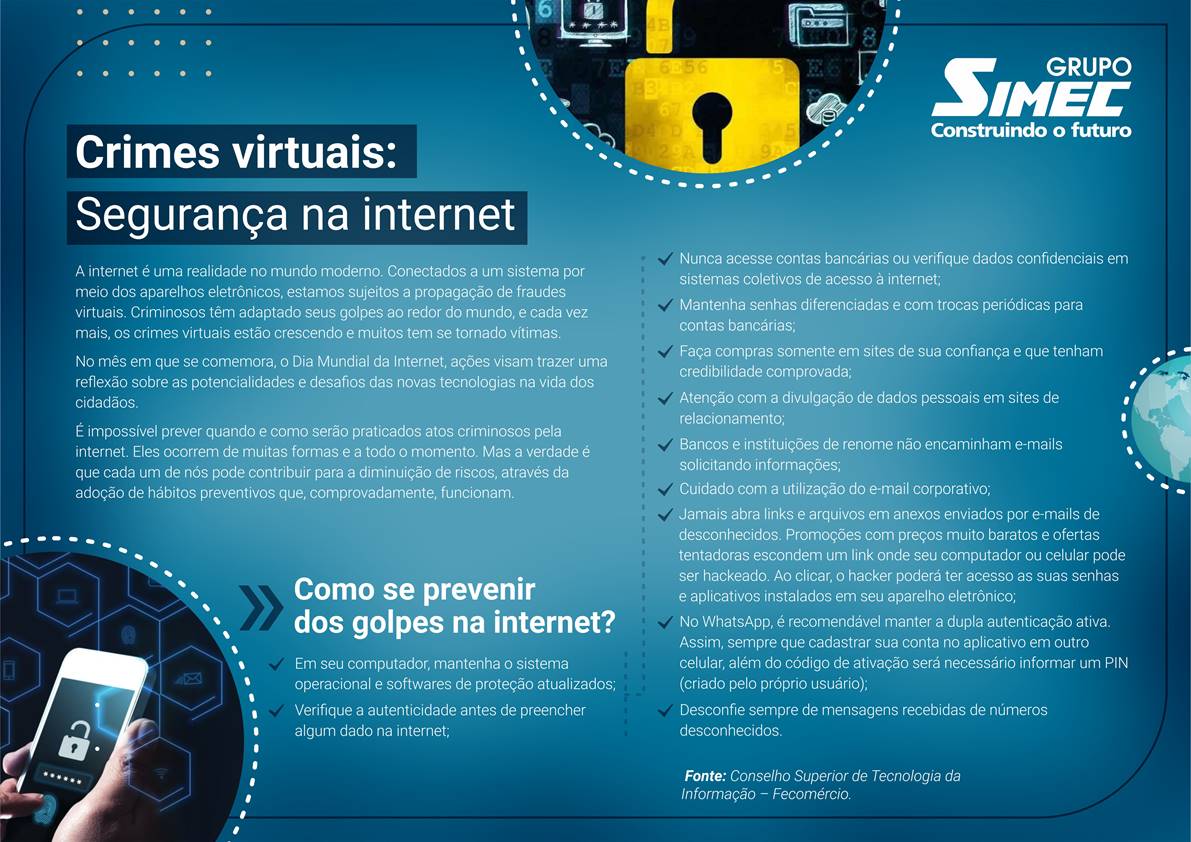 GRUPO
SIMEC
Construindo o futuro
Crimes virtuais:
Segurança na internet
A internet é uma realidade no mundo moderno. Conectados a um sistema por
meio dos aparelhos eletrônicos, estamos sujeitos a propagação de fraudes
virtuais. Criminosos têm adaptado seus golpes ao redor do mundo, e cada vez
mais, os crimes virtuais estão crescendo e muitos tem se tornado vítimas.
No mês em que se comemora, o Dia Mundial da Internet, ações visam trazer uma
reflexão sobre as potencialidades e desafios das novas tecnologias na vida dos
cidadãos.
É impossível prever quando e como serão praticados atos criminosos pela
internet. Eles ocorrem de muitas formas e a todo o momento. Mas a verdade é
que cada um de nós pode contribuir para a diminuição de riscos, através da
adoção de hábitos preventivos que, comprovadamente, funcionam.
Como se prevenir
dos golpes na internet?
Em seu computador, mantenha o sistema
operacional e softwares de proteção atualizados;
Verifique a autenticidade antes de preencher
algum dado na internet;
Nunca acesse contas bancárias ou verifique dados confidenciais em
sistemas coletivos de acesso à internet;
Mantenha senhas diferenciadas e com trocas periódicas para
contas bancárias;
Faça compras somente em sites de sua confiança e que tenham
credibilidade comprovada;
Atenção com a divulgação de dados pessoais em sites de
relacionamento;
Bancos e instituições de renome não encaminham e-mails
solicitando informações;
Cuidado com a utilização do e-mail corporativo;
Jamais abra links e arquivos em anexos enviados por e-mails de
desconhecidos. Promoções com preços muito baratos e ofertas
tentadoras escondem um link onde seu computador ou celular pode
ser hackeado. Ao clicar, o hacker poderá ter acesso as suas senhas
e aplicativos instalados em seu aparelho eletrônico;
No WhatsApp, é recomendável manter a dupla autenticação ativa.
Assim, sempre que cadastrar sua conta no aplicativo em outro
celular, além do código de ativação será necessário informar um PIN
(criado pelo próprio usuário);
Desconfie sempre de mensagens recebidas de números
desconhecidos.
Fonte: Conselho Superior de Tecnologia da
Informação – Fecomércio.